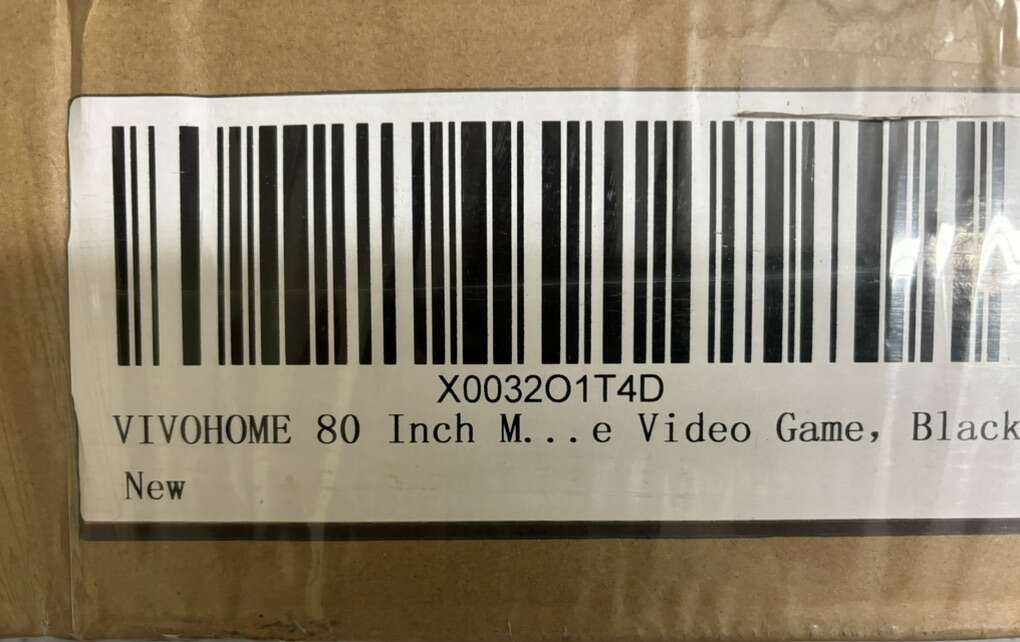 X0032O1T4D
VIVOHOME 80 Inch M...e Video Game, Black
New